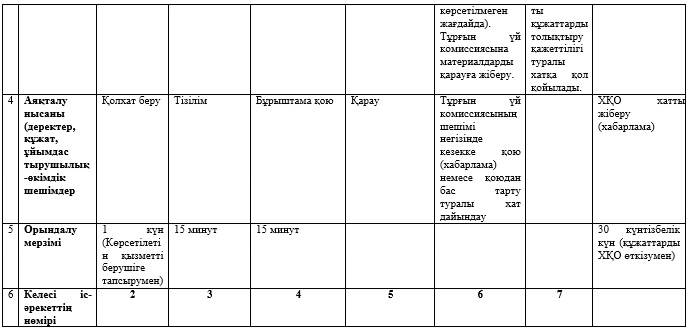 көрсетілмеген
жағдайда).
Тұрғын үй
комиссиясына
материалдарды
қарауға жіберу.
ты
құжаттарды
толықтыру
қажеттілігі
туралы
хатқа қол
қойылады.
4
Аяқталу
нысаны
(деректер,
құжат,
ұйымдас
тырушылық
-өкімдік
шешімдер
Қолхат беру
Тізілім
Бұрыштама қою
Қарау
Тұрғын үй
комиссиясының
шешімі
негізінде
кезекке қою
(хабарлама)
немесе қоюдан
бас тарту
туралы хат
дайындау
ХҚО хатты
жіберу
(хабарлама)
5
Орындалу
мерзімі
1 күн
(Көрсетілеті
н қызметті
берушіге
тапсырумен)
15 минут
15 минут
30 күнтізбелік
күн (құжаттарды
ХҚО өткізумен)
6
Келесі іс-
әрекеттің
нөмірі
2
3
4
5
6
7